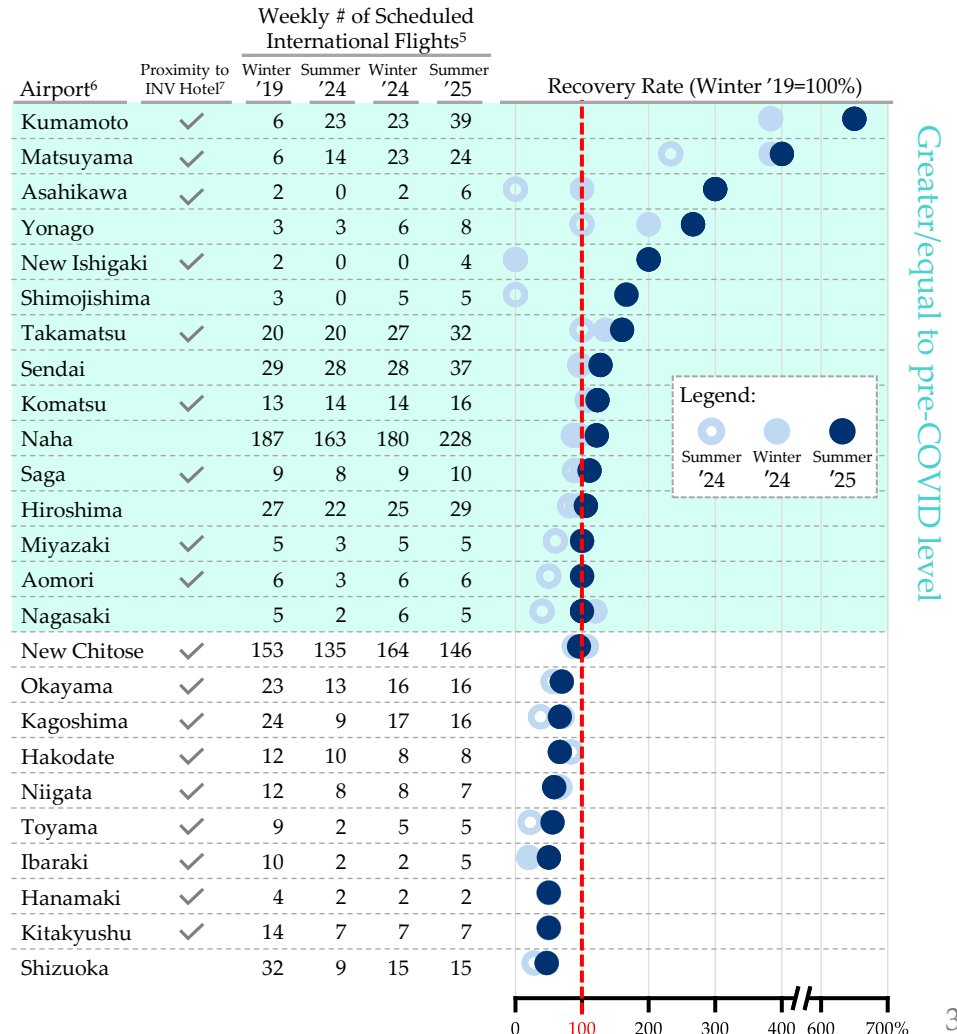 Weekly # of Scheduled
International Flights5
Airport6 Proximity to INV Hotel7 Winter '19 Summer '24 Winter '24 Summer '25 Recovery Rate (Winter '19=100%)
Kumamoto 6 23 23 39
Matsuyama 6 14 23 24
Asahikawa 2 0 2 6
Yonago 3 3 6 8
New Ishigaki 2 0 0 4
Shimojishima 3 0 5 5
Takamatsu 20 20 27 32
Sendai 29 28 28 37
Komatsu 13 14 14 16
Naha 187 163 180 228
Saga 9 8 9 10
Hiroshima 27 22 25 29
Miyazaki 5 3 5 5
Aomori 6 3 6 6
Nagasaki 5 2 6 5
New Chitose 153 135 164 146
Okayama 23 13 16 16
Kagoshima 24 9 17 16
Hakodate 12 10 8 8
Niigata 12 8 8 7
Toyama 9 2 5 5
Ibaraki 10 2 2 5
Hanamaki 4 2 2 2
Kitakyushu 14 7 7 7
Shizuoka 32 9 15 15
Legend:
Summer '24 Winter '24 Summer '25
Greater/equal to pre-COVID level
0 100 200 300 400 600 700%
3